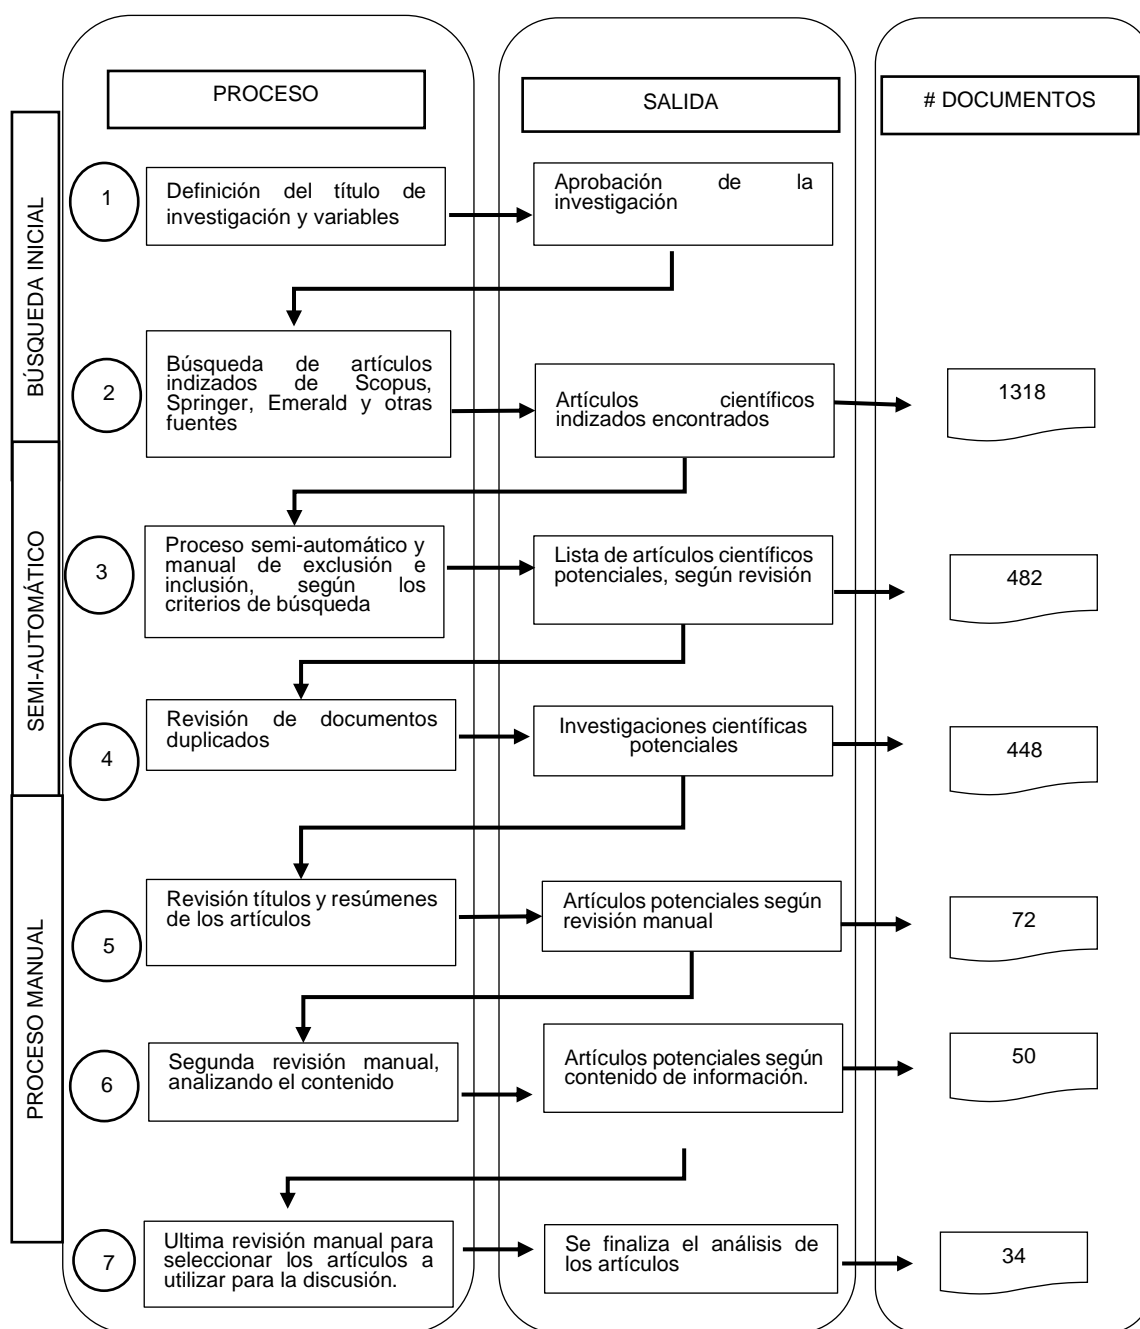 PROCESO
SALIDA
# DOCUMENTOS
BÚSQUEDA INICIAL
1
Definición del título de
investigación y variables
Aprobación de la
investigación
2
Búsqueda de artículos
indizados de Scopus,
Springer, Emerald y otras
fuentes
Artículos científicos
indizados encontrados
1318
SEMI-AUTOMÁTICO
3
Proceso semi-automático y
manual de exclusión e
inclusión, según los
criterios de búsqueda
Lista de artículos científicos
potenciales, según revisión
482
4
Revisión de documentos
duplicados
Investigaciones científicas
potenciales
448
PROCESO MANUAL
5
Revisión títulos y resúmenes
de los artículos
Artículos potenciales según
revisión manual
72
6
Segunda revisión manual,
analizando el contenido
Artículos potenciales según
contenido de información.
50
7
Ultima revisión manual para
seleccionar los artículos a
utilizar para la discusión.
Se finaliza el análisis de
los artículos
34